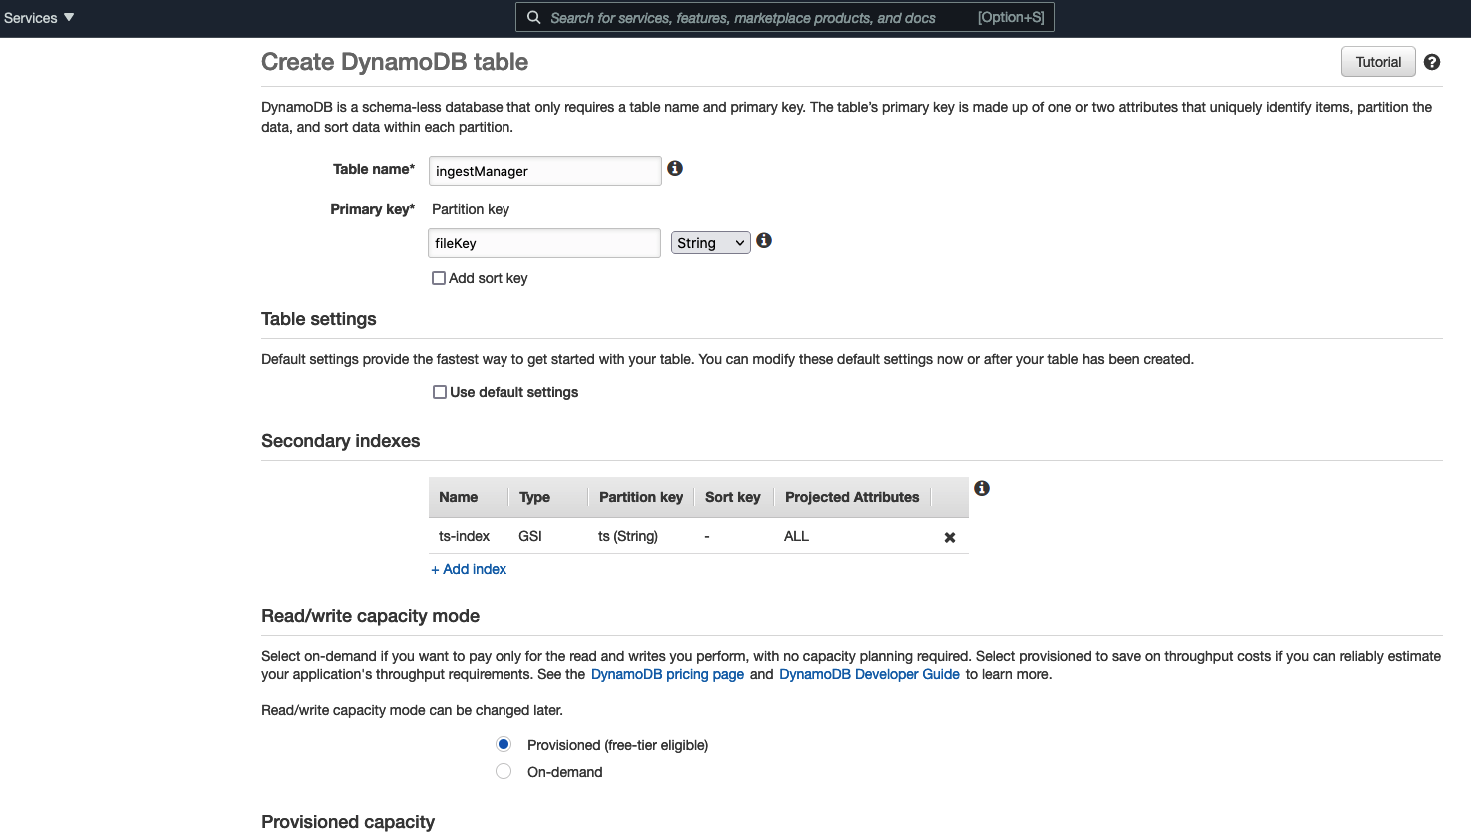 Services ▼
Search for services, features, marketplace products, and docs [Option+S]
Create DynamoDB table
Tutorial
DynamoDB is a schema-less database that only requires a table name and primary key. The table's primary key is made up of one or two attributes that uniquely identify items, partition the
data, and sort data within each partition.
Table name* ingestManager
Primary key* Partition key
fileKey String
Add sort key
Table settings
Default settings provide the fastest way to get started with your table. You can modify these default settings now or after your table has been created.
Use default settings
Secondary indexes
Name Type Partition key Sort key Projected Attributes
ts-index GSI ts (String) - ALL
+ Add index
Read/write capacity mode
Select on-demand if you want to pay only for the read and writes you perform, with no capacity planning required. Select provisioned to save on throughput costs if you can reliably estimate
your application's throughput requirements. See the DynamoDB pricing page and DynamoDB Developer Guide to learn more.
Read/write capacity mode can be changed later.
Provisioned (free-tier eligible)
On-demand
Provisioned capacity